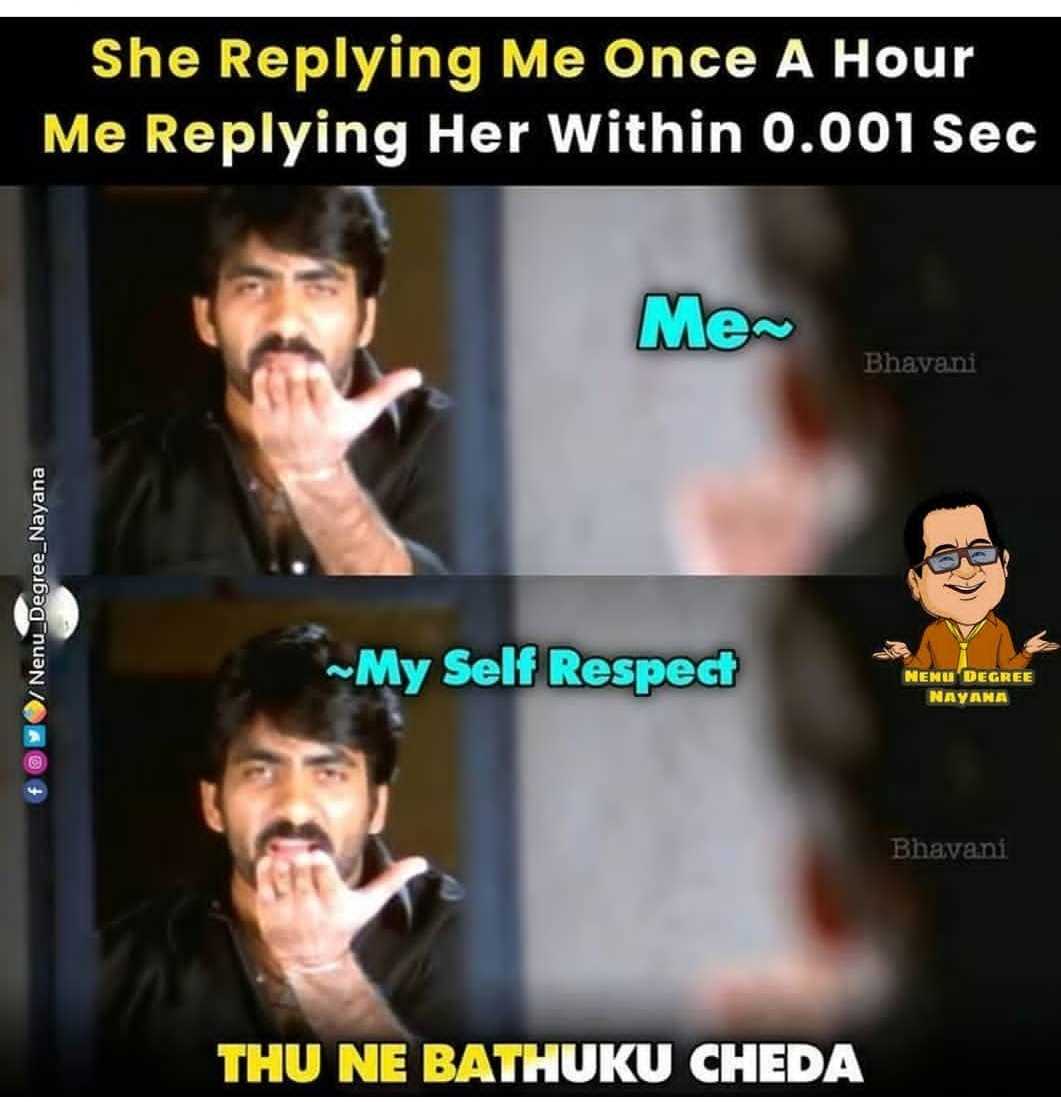 She Replying Me Once A Hour
Me Replying Her Within 0.001 Sec
Me~
Bhavani
/ Nenu_Degree_Nayana
~My Self Respect
NENU DEGREE
NAYANA
Bhavani
THU NE BATHUKU CHEDA